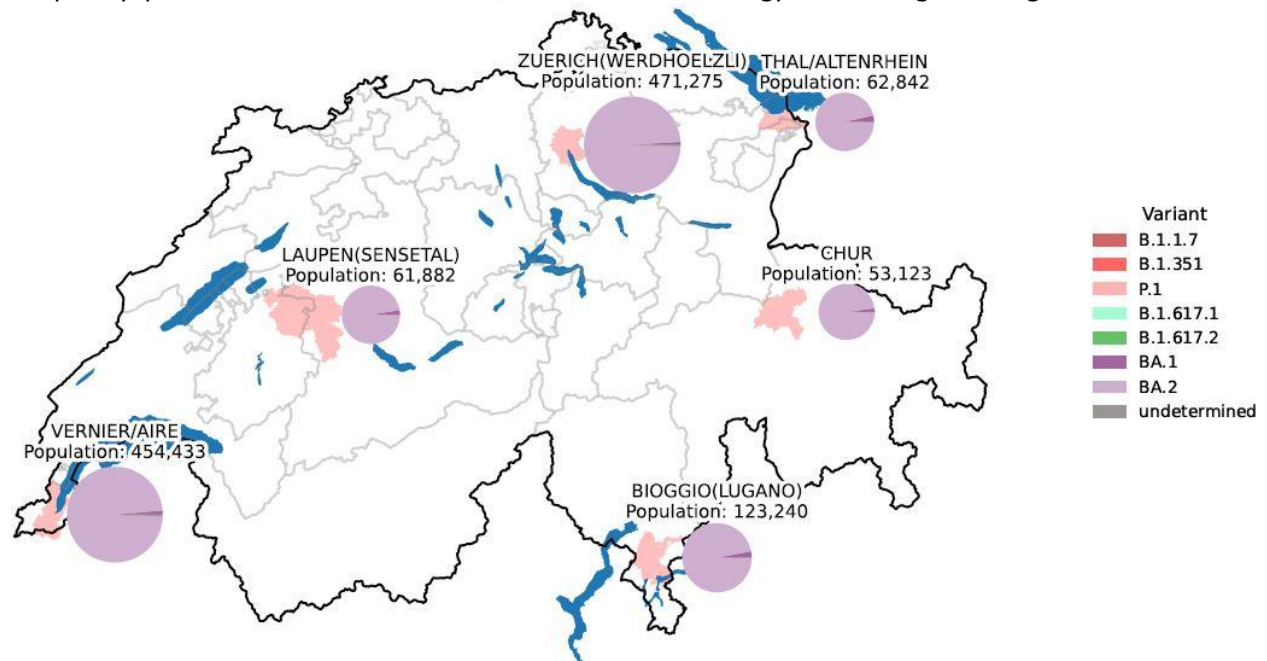 ZUERICH(WERDHOELZLI)
Population: 471,275
THAL/ALTENRHEIN
Population: 62,842
LAUPEN(SENSETAL)
Population: 61,882
CHUR
Population: 53,123
VERNIER/AIRE
Population: 454,433
BIOGGIO(LUGANO)
Population: 123,240
Variant
B.1.1.7
B.1.351
P.1
B.1.617.1
B.1.617.2
BA.1
BA.2
undetermined